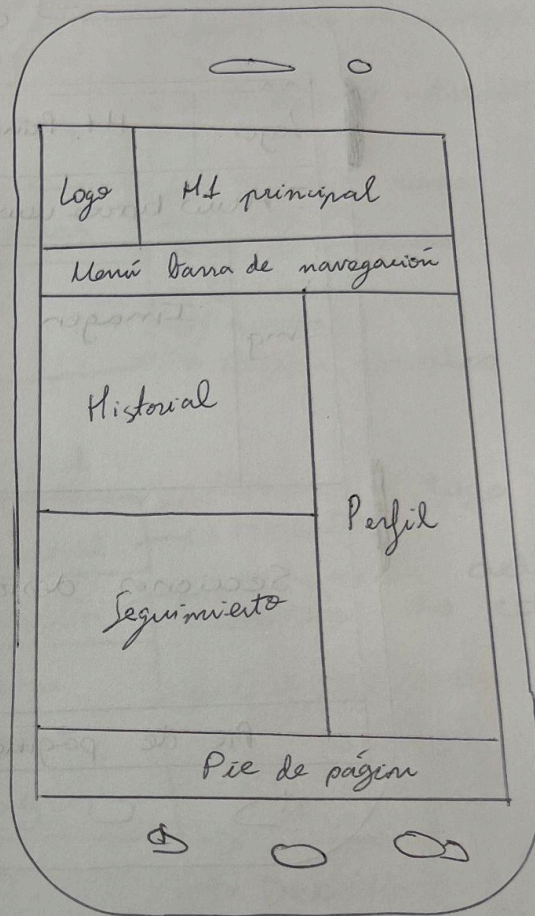 Logo
H1 principal
Menú barra de navegación
Historial
Perfil
Seguimiento
Pie de página